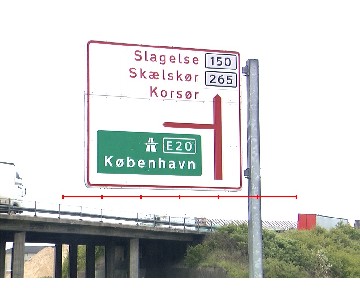 Slagelse 150
Skælskør 265
Korsør
E20
København